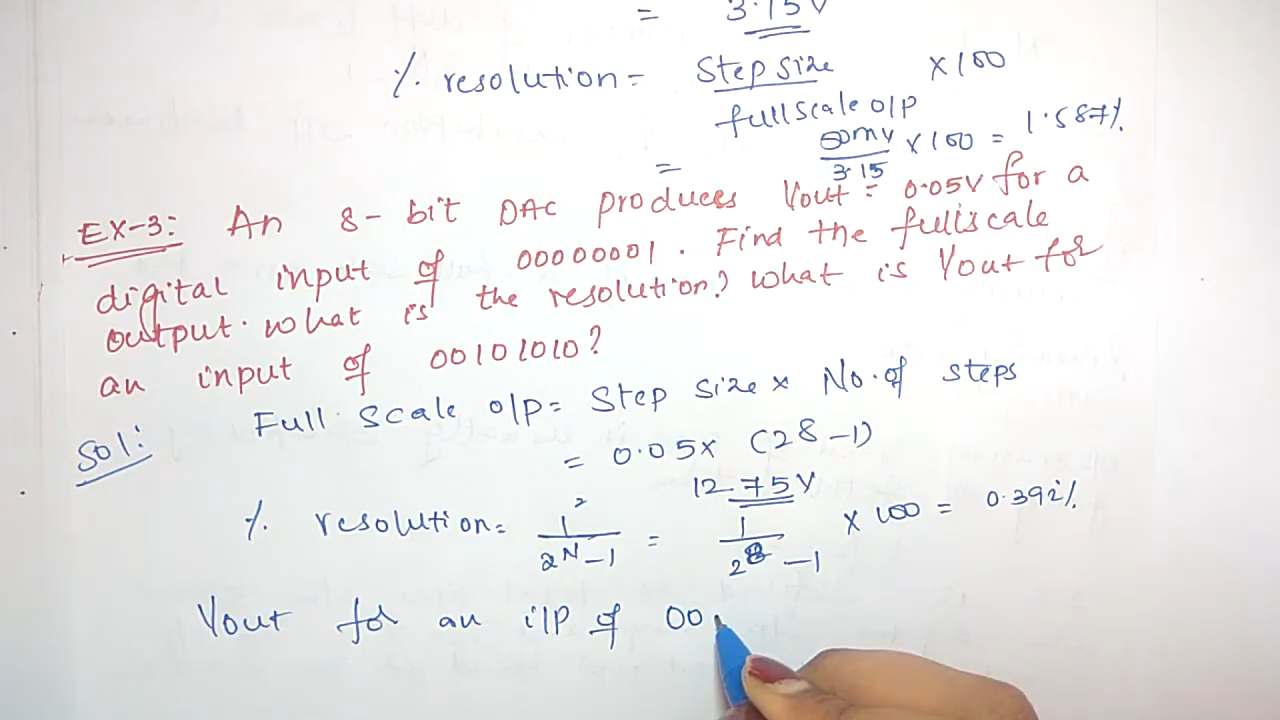 = 3.15V
% resolution = Step size / full scale o/p × 100
= 50mv / 3.15 × 100 = 1.587%
EX-3: An 8-bit DAC produces Vout = 0.05V for a
digital input of 00000001. Find the fulliscale
output. what is the resolution? what is Vout for
an input of 00101010?
Sol: Full scale o/p = Step size × No. of steps
= 0.05 × (2^8 - 1)
12.75V
% resolution = 1 / 2^N - 1 = 1 / 2^8 - 1 × 100 = 0.392%
Vout for an i/p of 00